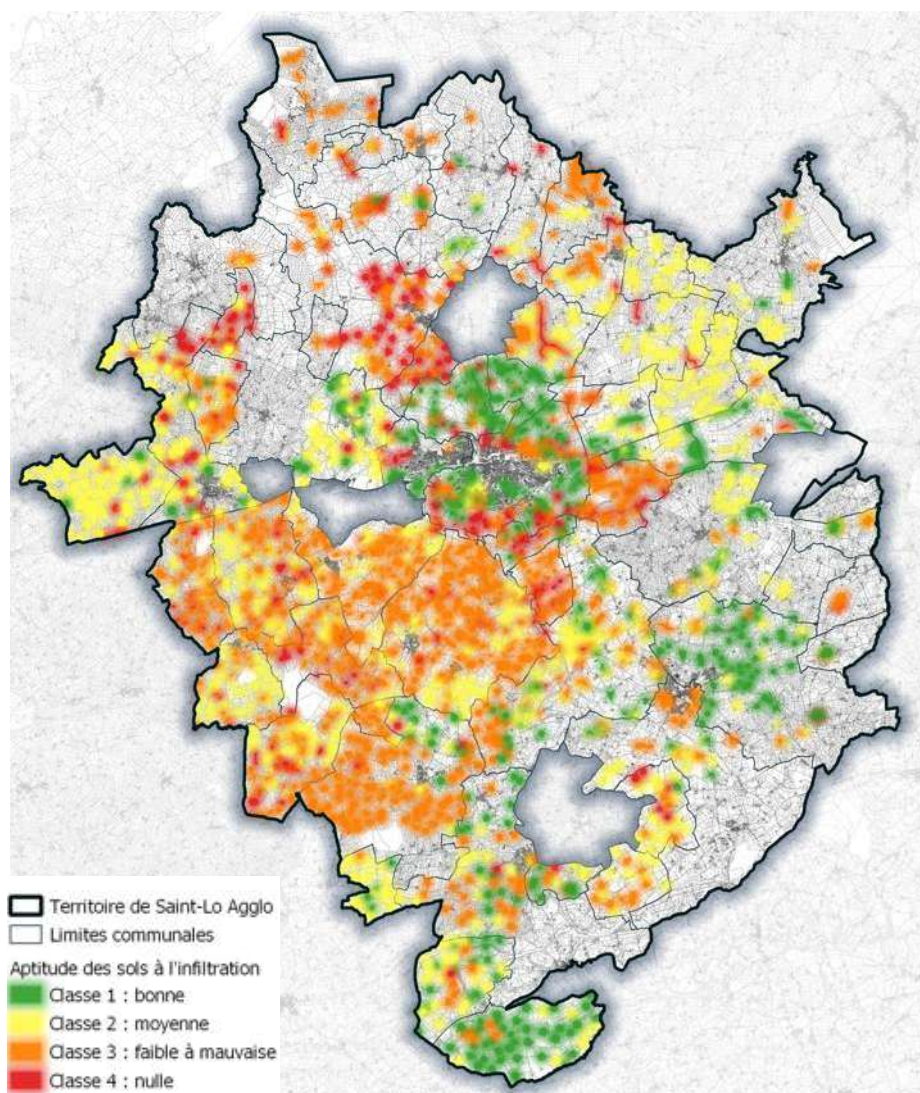 Territoire de Saint-Lo Agglo
Limites communales
Aptitude des sols à l'infiltration
Classe 1 : bonne
Classe 2 : moyenne
Classe 3 : faible à mauvaise
Classe 4 : nulle